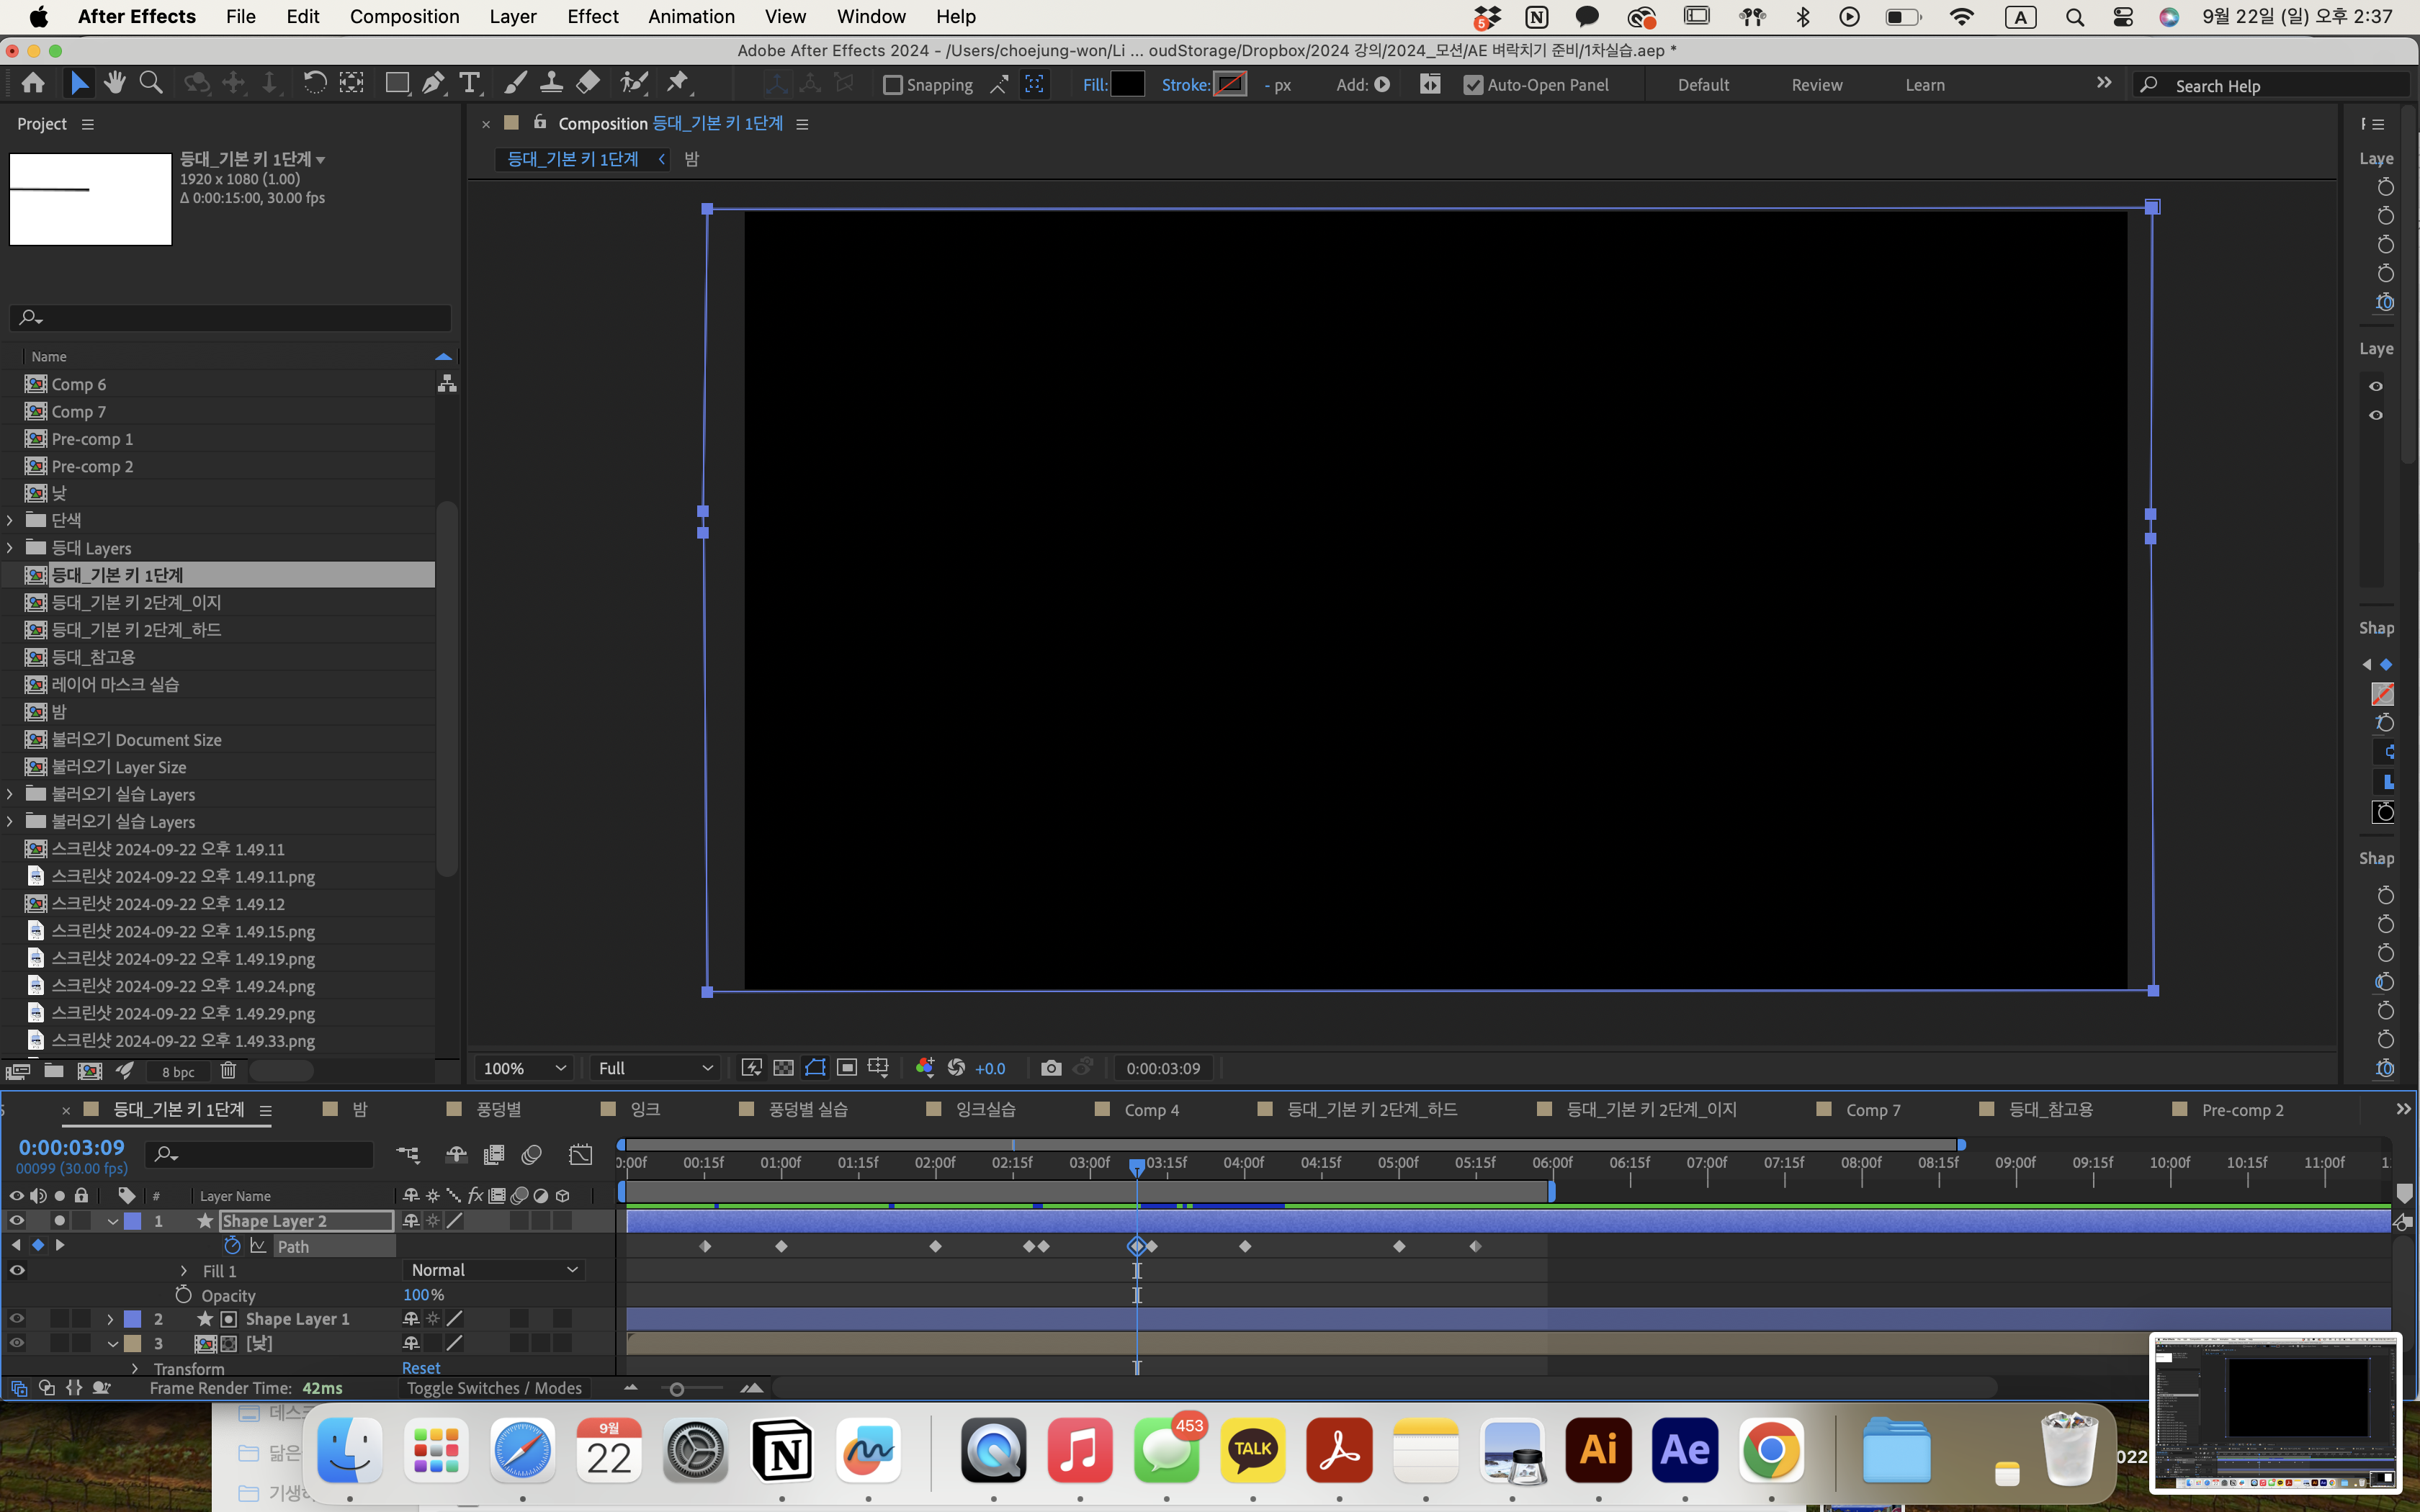 After Effects File Edit Composition Layer Effect Animation View Window Help
5
A
9월 22일 (일) 오후 2:37
Adobe After Effects 2024 - /Users/choejung-won/Li ... oudStorage/Dropbox/2024 강의/2024_모션/AE 벼락치기 준비/1차실습.aep *
Snapping
Fill:
Stroke:
- px
Add:
Auto-Open Panel
Default
Review
Learn
Search Help
Project
등대_기본 키 1단계
1920 x 1080 (1.00)
Δ 0:00:15:00, 30.00 fps
Name
Comp 6
Comp 7
Pre-comp 1
Pre-comp 2
낮
단색
등대 Layers
등대_기본 키 1단계
등대_기본 키 2단계_이지
등대_기본 키 2단계_하드
등대_참고용
레이어 마스크 실습
밤
불러오기 Document Size
불러오기 Layer Size
불러오기 실습 Layers
불러오기 실습 Layers
스크린샷 2024-09-22 오후 1.49.11
스크린샷 2024-09-22 오후 1.49.11.png
스크린샷 2024-09-22 오후 1.49.12
스크린샷 2024-09-22 오후 1.49.15.png
스크린샷 2024-09-22 오후 1.49.19.png
스크린샷 2024-09-22 오후 1.49.24.png
스크린샷 2024-09-22 오후 1.49.29.png
스크린샷 2024-09-22 오후 1.49.33.png
8 bpc
Composition 등대_기본 키 1단계
등대_기본 키 1단계 밤
Laye
Laye
Shap
Shap
100%
Full
+0.0
0:00:03:09
등대_기본 키 1단계
밤
풍덩별
잉크
풍덩별 실습
잉크실습
Comp 4
등대_기본 키 2단계_하드
등대_기본 키 2단계_이지
Comp 7
등대_참고용
Pre-comp 2
0:00:03:09
00099 (30.00 fps)
0:00f 00:15f 01:00f 01:15f 02:00f 02:15f 03:00f 03:15f 04:00f 04:15f 05:00f 05:15f 06:00f 06:15f 07:00f 07:15f 08:00f 08:15f 09:00f 09:15f 10:00f 10:15f 11:00f
# Layer Name
1 Shape Layer 2
Path
Fill 1 Normal
Opacity 100%
2 Shape Layer 1
3 [낮]
Transform Reset
Frame Render Time: 42ms
Toggle Switches / Modes
데스
닮은
기생
9월
22
453
TALK
Ai
Ae
022